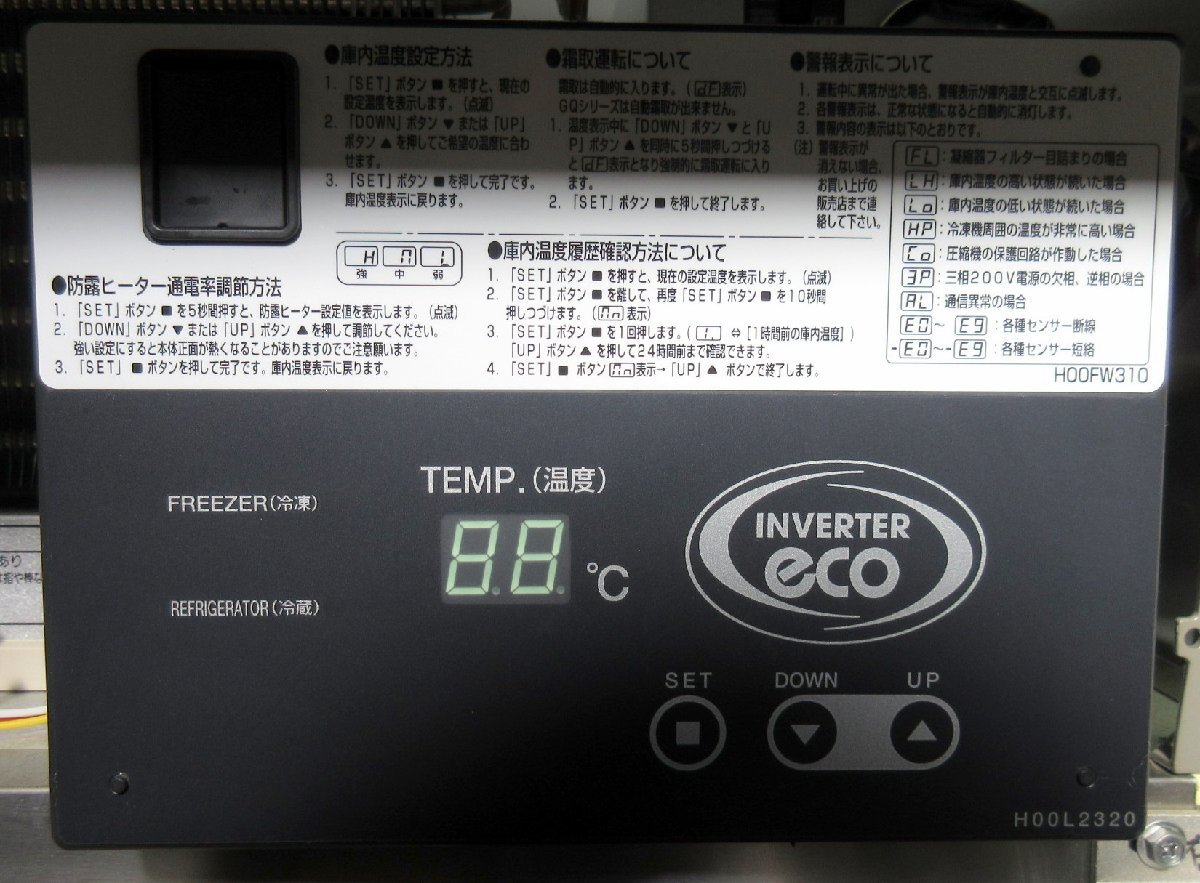 ●庫内温度設定方法
1. 「SET」ボタン■を押すと、現在の
設定温度を表示します。(点滅)
2. 「DOWN」ボタン▼または「UP」
ボタン▲を押してご希望の温度に合わ
せます。
3. 「SET」ボタン■を押して完了です。
庫内温度表示に戻ります。
●霜取運転について
霜取は自動的に入ります。(dF表示)
GQシリーズは自動霜取が出来ません。
1. 温度表示中に「DOWN」ボタン▼と「U
P」ボタン▲を同時に5秒間押しつづける
とdF表示となり強制的に霜取運転に入り
ます。
2. 「SET」ボタン■を押して終了します。
●警報表示について
1. 運転中に異常が出た場合、警報表示が庫内温度と交互に点滅します。
2. 各警報表示は、正常な状態になると自動的に消灯します。
3. 警報内容の表示は以下のとおりです。
(注) 警報表示が
消えない場合、
お買い上げの
販売店まで連
絡して下さい。
FL:凝縮器フィルター目詰まりの場合
LH:庫内温度の高い状態が続いた場合
Lo:庫内温度の低い状態が続いた場合
HP:冷凍機周囲の温度が非常に高い場合
Co:圧縮機の保護回路が作動した場合
3P:三相200V電源の欠相、逆相の場合
AL:通信異常の場合
E0~E9:各種センサー断線
-E0~-E9:各種センサー短絡
H00FW310
●防露ヒーター通電率調節方法
H n L
強 中 弱
1. 「SET」ボタン■を5秒間押すと、防露ヒーター設定値を表示します。(点滅)
2. 「DOWN」ボタン▼または「UP」ボタン▲を押して調節してください。
強い設定にすると本体正面が熱くなることがありますのでご注意願います。
3. 「SET」■ボタンを押して完了です。庫内温度表示に戻ります。
●庫内温度履歴確認方法について
1. 「SET」ボタン■を押すと、現在の設定温度を表示します。(点滅)
2. 「SET」ボタン■を離して、再度「SET」ボタン■を10秒間
押しつづけます。(nn表示)
3. 「SET」ボタン■を1回押します。(1. ⇔ [1時間前の庫内温度])
「UP」ボタン▲を押して24時間前まで確認できます。
4. 「SET」■ボタンnn表示→「UP」▲ボタンで終了します。
TEMP.(温度)
FREEZER(冷凍)
8.8.
℃
REFRIGERATOR(冷蔵)
INVERTER
eco
SET
DOWN
UP
H00L2320
あり